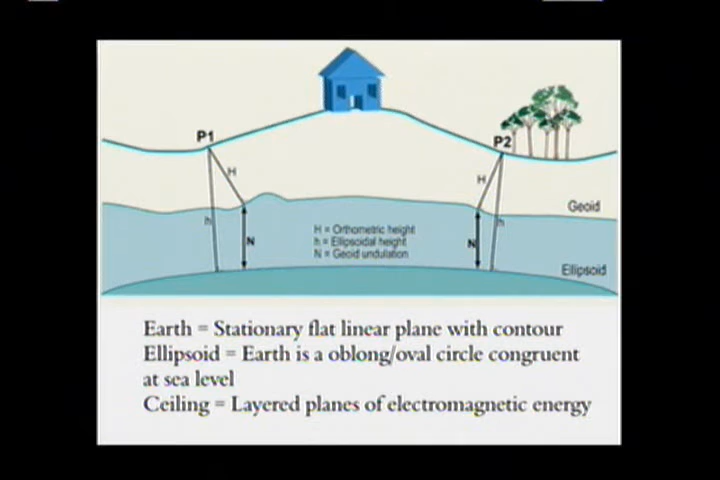 P1
P2
H
H
h
h
N
N
Geoid
H = Orthometric height
h = Ellipsoidal height
N = Geoid undulation
Ellipsoid
Earth = Stationary flat linear plane with contour
Ellipsoid = Earth is a oblong/oval circle congruent
at sea level
Ceiling = Layered planes of electromagnetic energy